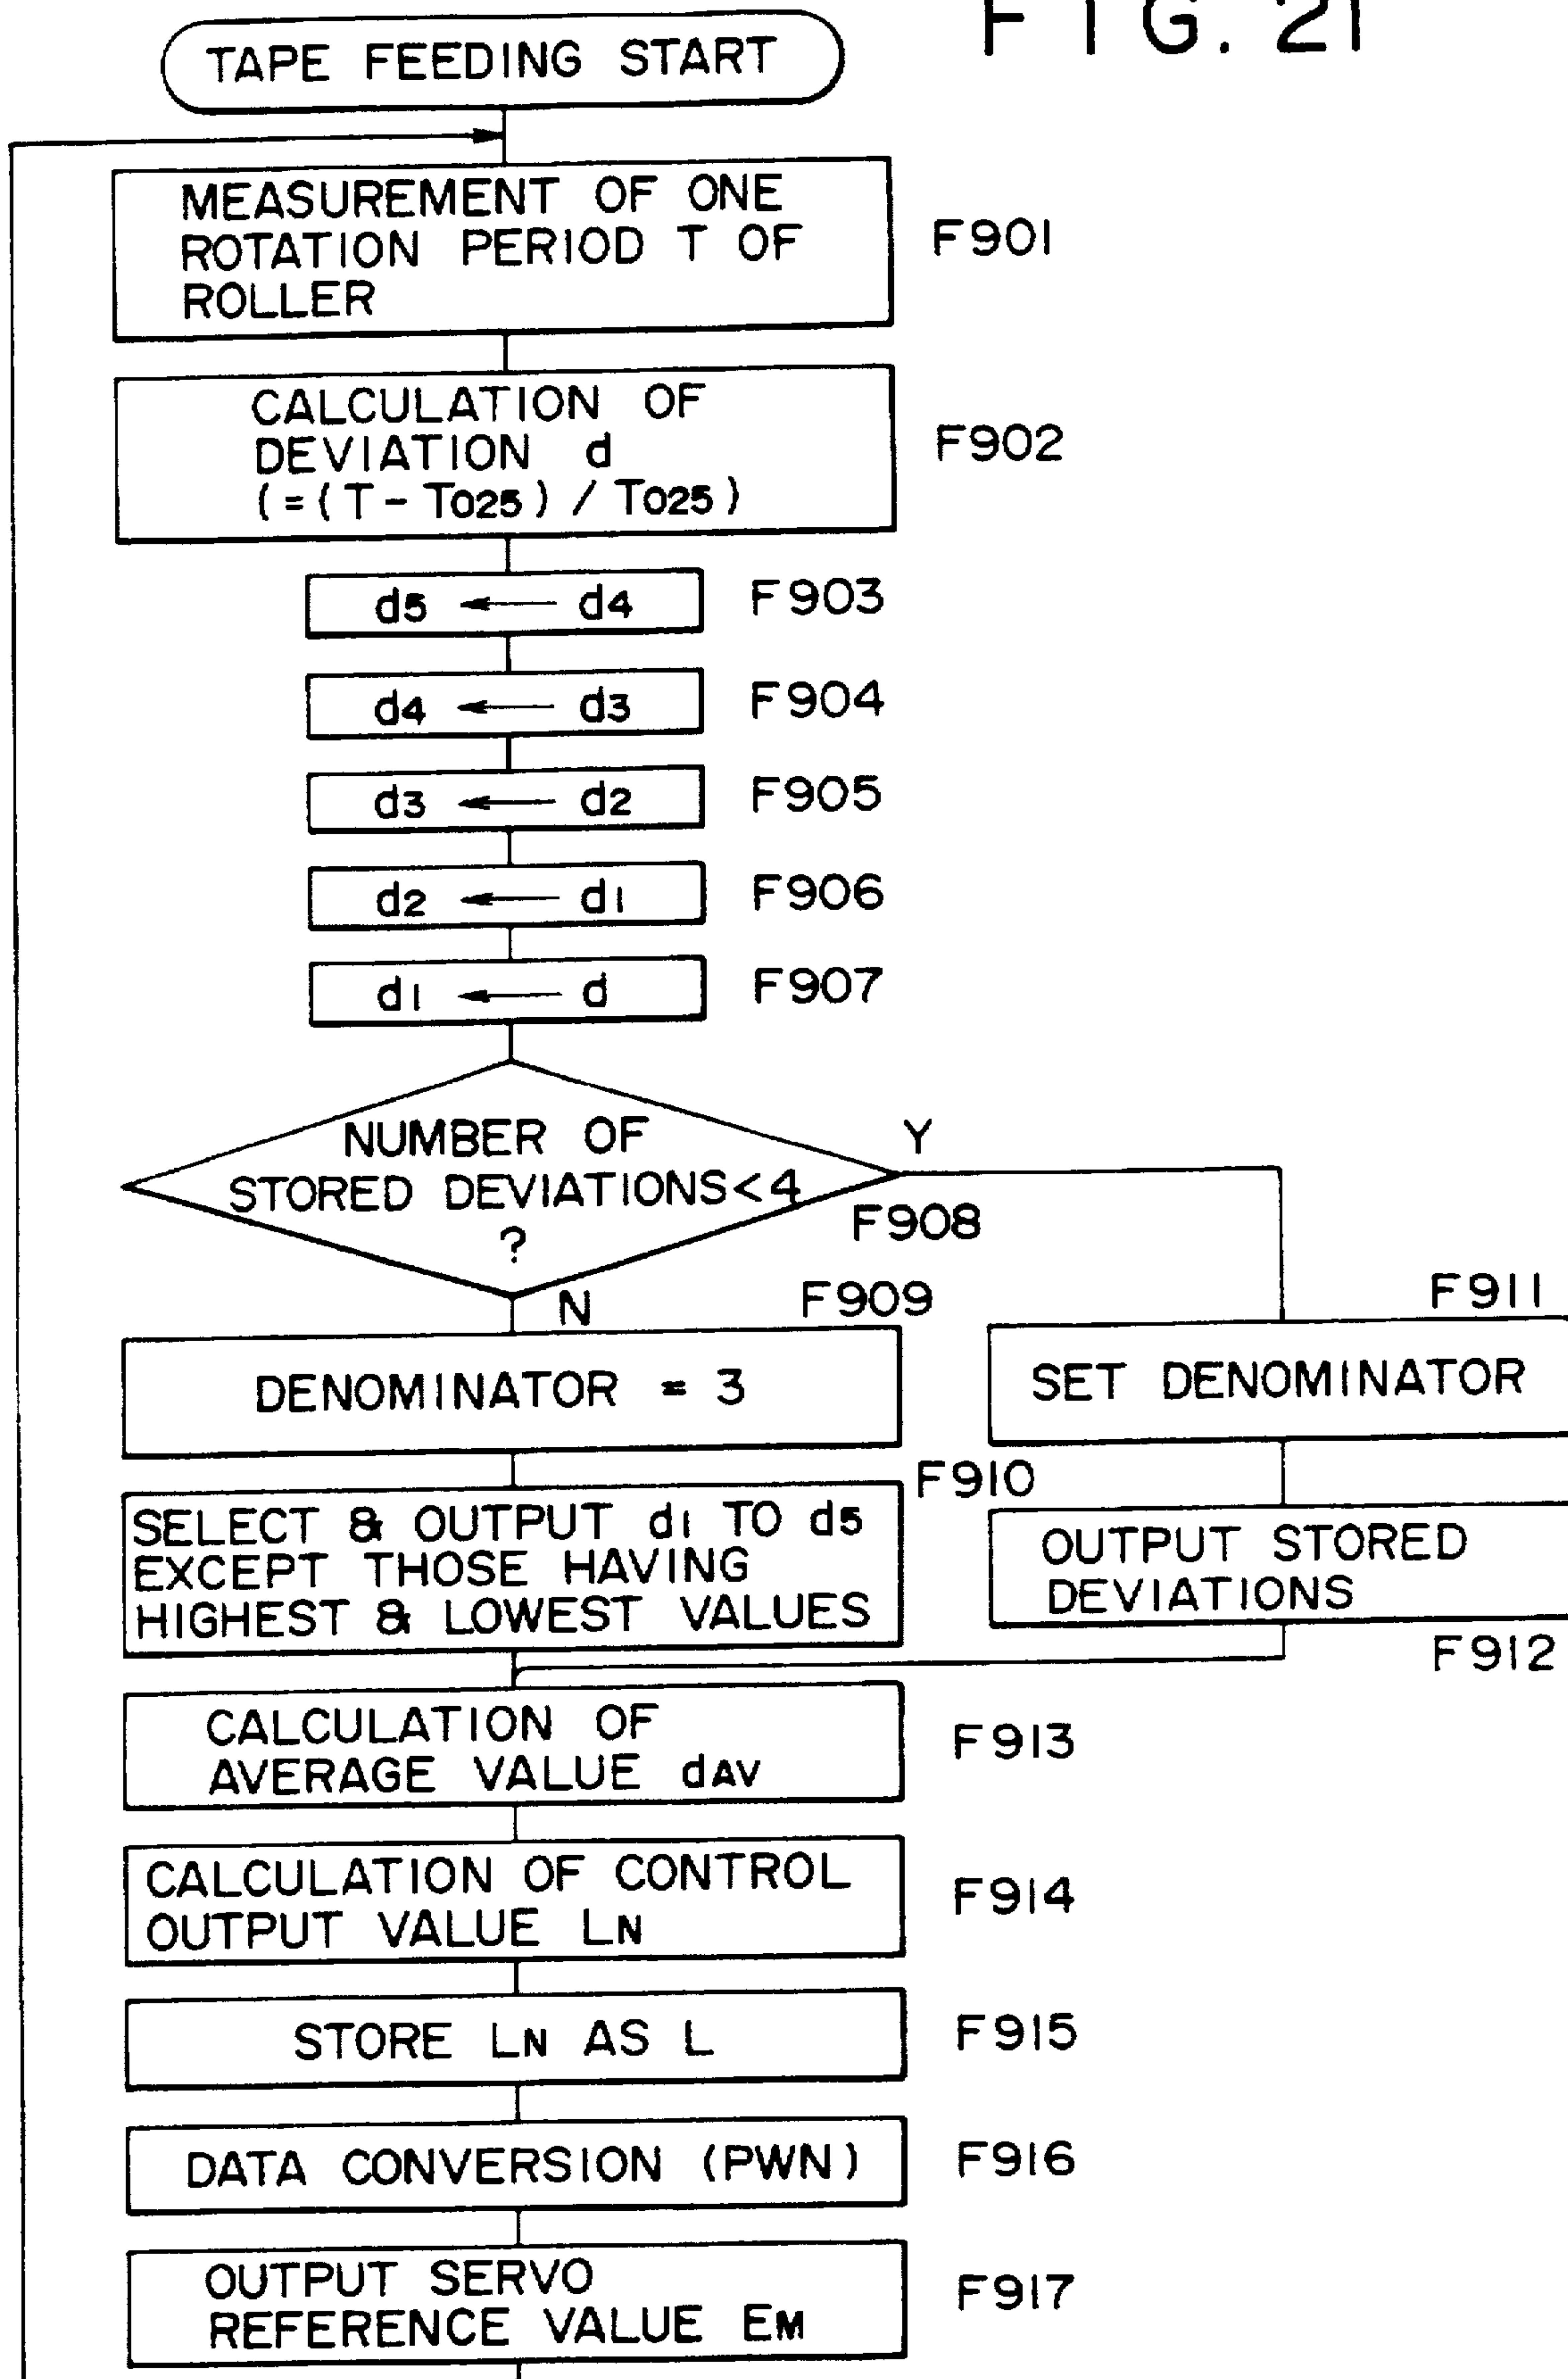 FIG. 21
TAPE FEEDING START
MEASUREMENT OF ONE
ROTATION PERIOD T OF
ROLLER
F901
CALCULATION OF
DEVIATION d
(=(T-T025)/T025)
F902
d5 ← d4
F903
d4 ← d3
F904
d3 ← d2
F905
d2 ← d1
F906
d1 ← d
F907
NUMBER OF
STORED DEVIATIONS<4
?
Y
F908
N
F909
DENOMINATOR = 3
F911
SET DENOMINATOR
F910
SELECT & OUTPUT d1 TO d5
EXCEPT THOSE HAVING
HIGHEST & LOWEST VALUES
OUTPUT STORED
DEVIATIONS
F912
CALCULATION OF
AVERAGE VALUE dAV
F913
CALCULATION OF CONTROL
OUTPUT VALUE LN
F914
STORE LN AS L
F915
DATA CONVERSION (PWN)
F916
OUTPUT SERVO
REFERENCE VALUE EM
F917